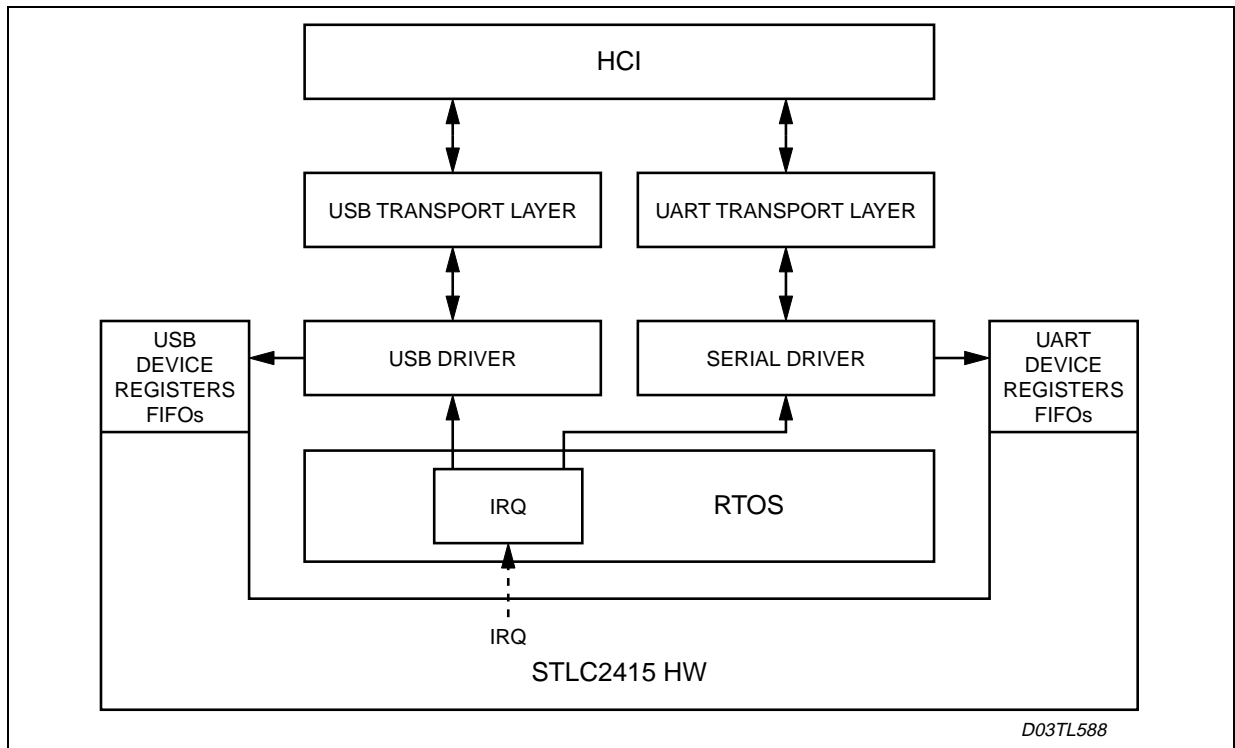 HCI
USB TRANSPORT LAYER
UART TRANSPORT LAYER
USB
DEVICE
REGISTERS
FIFOs
USB DRIVER
SERIAL DRIVER
UART
DEVICE
REGISTERS
FIFOs
IRQ
RTOS
IRQ
STLC2415 HW
D03TL588